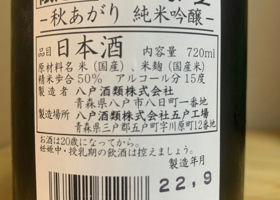 -秋あがり 純米吟醸-
品目 日本酒 内容量 720ml
原材料名 米(国産)、米麹(国産米)
精米歩合50% アルコール分15度
製造者 八戸酒類株式会社
青森県八戸市八日町一番地
製造場所 八戸酒類株式会社五戸工場
青森県三戸郡五戸町字川原町12番地
お酒は20歳になってから。
妊娠中・授乳期の飲酒は控えましょう。
製造年月
22,9